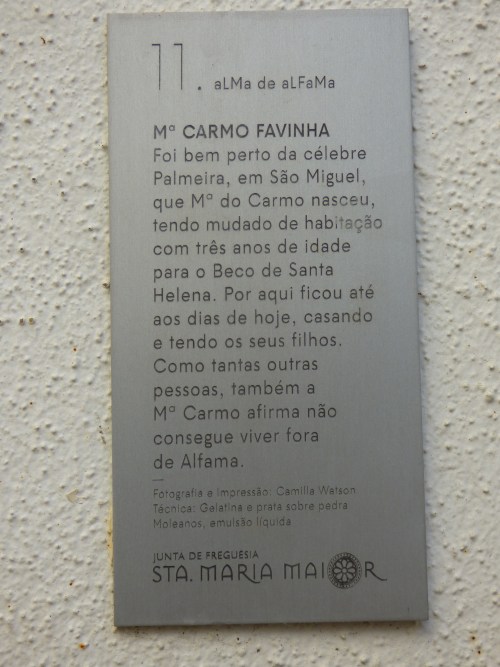 11. aLMa de aLFaMa
Mª CARMO FAVINHA
Foi bem perto da célebre
Palmeira, em São Miguel,
que Mª do Carmo nasceu,
tendo mudado de habitação
com três anos de idade
para o Beco de Santa
Helena. Por aqui ficou até
aos dias de hoje, casando
e tendo os seus filhos.
Como tantas outras
pessoas, também a
Mª Carmo afirma não
consegue viver fora
de Alfama.
—
Fotografia e Impressão: Camilla Watson
Técnica: Gelatina e prata sobre pedra
Moleanos, emulsão líquida
JUNTA DE FREGUESIA
STA. MARIA MAIOR